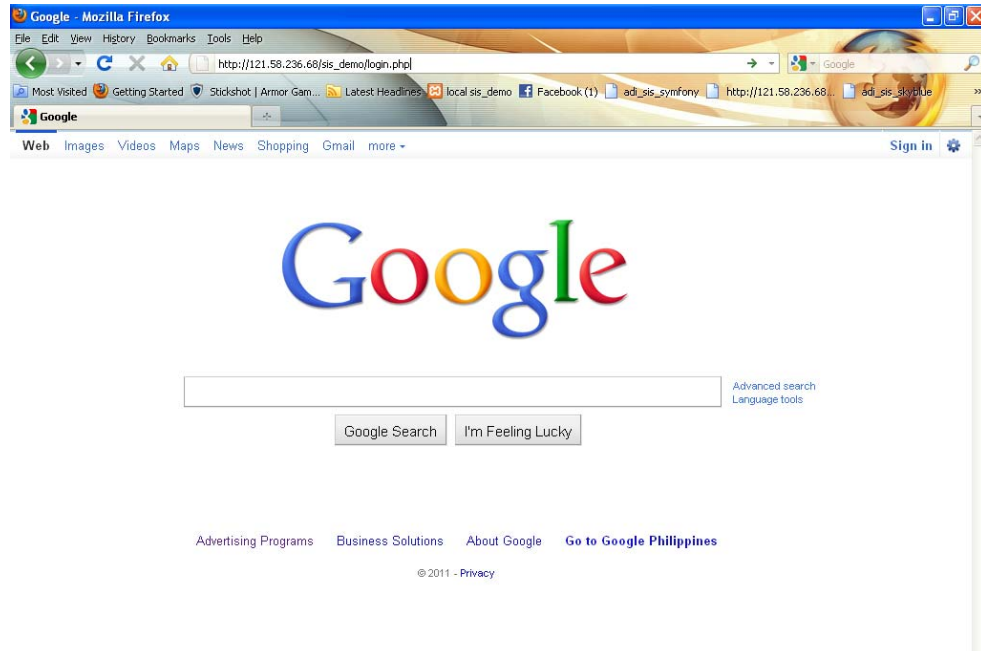 Google - Mozilla Firefox
File Edit View History Bookmarks Tools Help
http://121.58.236.68/sis_demo/login.php
Google
Most Visited Getting Started Stickshot | Armor Gam... Latest Headlines local sis_demo Facebook (1) adi_sis_symfony http://121.58.236.68... adi_sis_skyblue »
Google
Web Images Videos Maps News Shopping Gmail more Sign in
Google
Advanced search
Language tools
Google Search I'm Feeling Lucky
Advertising Programs Business Solutions About Google Go to Google Philippines
© 2011 - Privacy